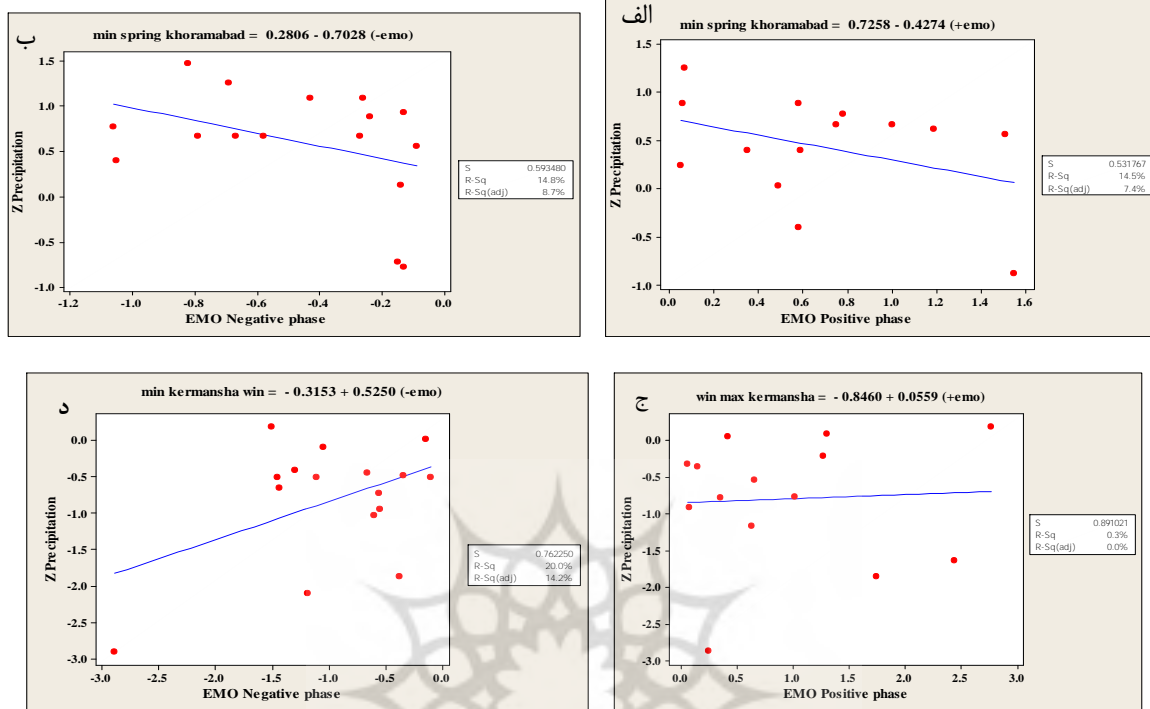 الف
min spring khoramabad = 0.7258 - 0.4274 (+emo)
Z Precipitation
1.5
1.0
0.5
0.0
-0.5
-1.0
0.0 0.2 0.4 0.6 0.8 1.0 1.2 1.4 1.6
EMO Positive phase
S 0.531767
R-Sq 14.5%
R-Sq(adj) 7.4%
ب
min spring khoramabad = 0.2806 - 0.7028 (-emo)
Z Precipitation
1.5
1.0
0.5
0.0
-0.5
-1.0
-1.2 -1.0 -0.8 -0.6 -0.4 -0.2 0.0
EMO Negative phase
S 0.593480
R-Sq 14.8%
R-Sq(adj) 8.7%
ج
win max kermansha = - 0.8460 + 0.0559 (+emo)
Z Precipitation
0.0
-0.5
-1.0
-1.5
-2.0
-2.5
-3.0
0.0 0.5 1.0 1.5 2.0 2.5 3.0
EMO Positive phase
S 0.891021
R-Sq 0.3%
R-Sq(adj) 0.0%
د
min kermansha win = - 0.3153 + 0.5250 (-emo)
Z Precipitation
0.0
-0.5
-1.0
-1.5
-2.0
-2.5
-3.0
-3.0 -2.5 -2.0 -1.5 -1.0 -0.5 0.0
EMO Negative phase
S 0.762250
R-Sq 20.0%
R-Sq(adj) 14.2%